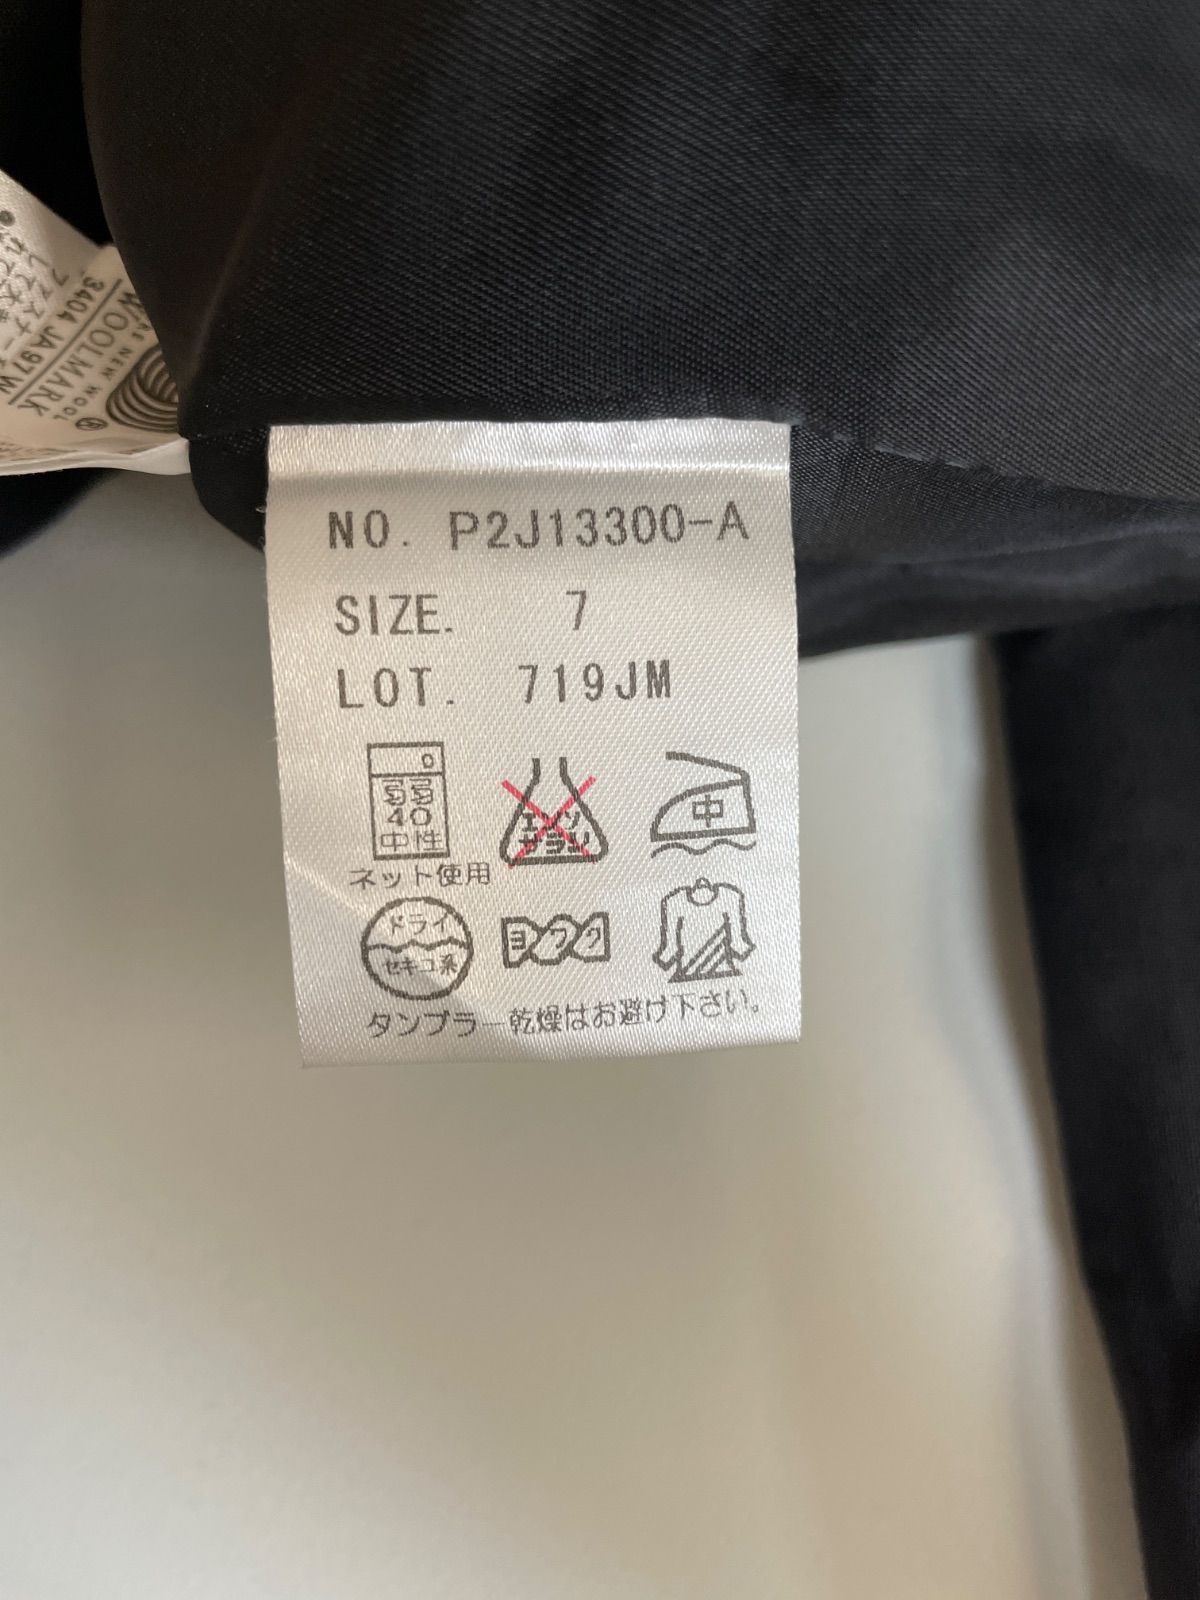 NO. P2J13300-A
SIZE. 7
LOT. 719JM
弱 40 中性
ネット使用
エンソ サラシ
中
ドライ
セキユ系
ヨワク
タンブラー乾燥はお避け下さい。
WOOLMARK
3404 JA97W